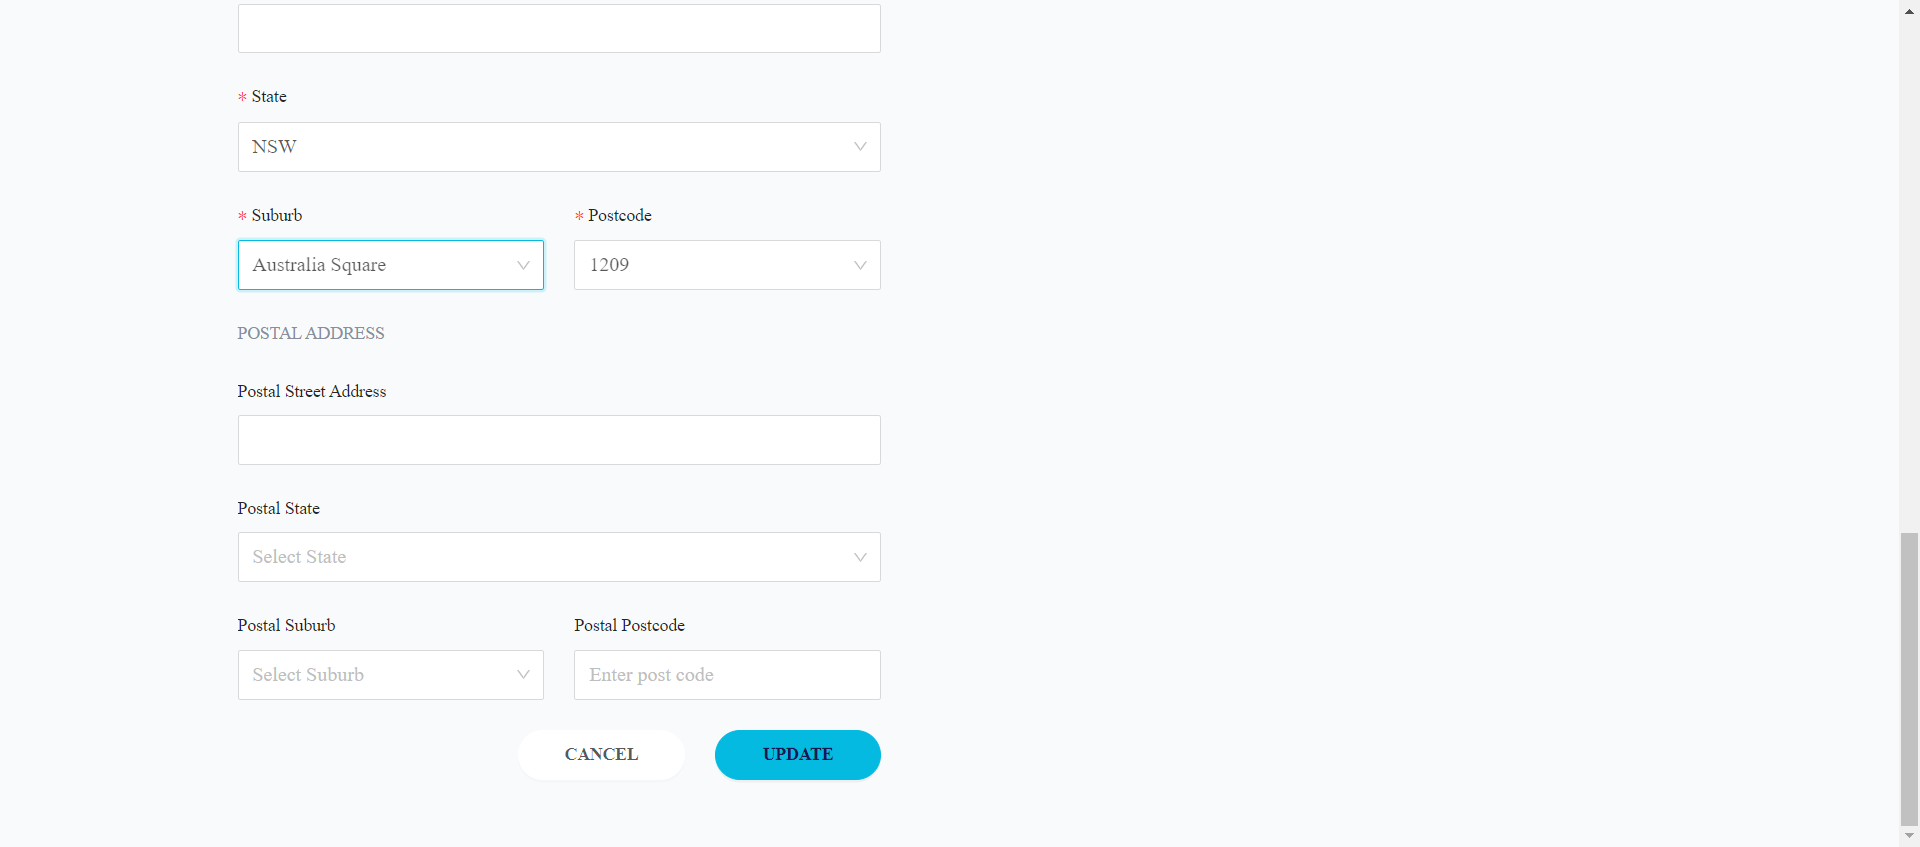 * State
NSW
* Suburb
* Postcode
Australia Square
1209
POSTAL ADDRESS
Postal Street Address
Postal State
Select State
Postal Suburb
Postal Postcode
Select Suburb
Enter post code
CANCEL
UPDATE